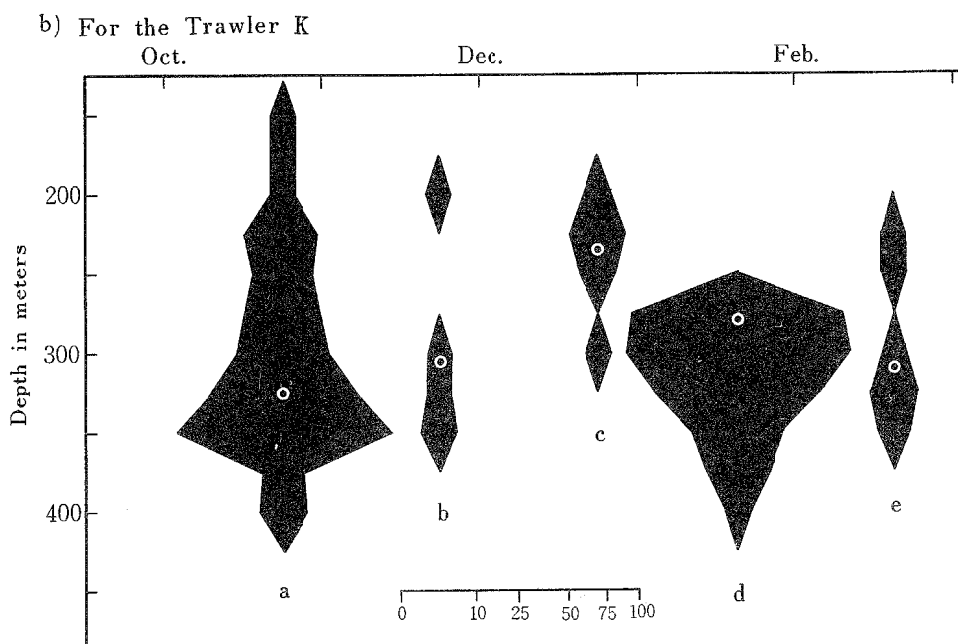 b) For the Trawler K
Oct. Dec. Feb.
Depth in meters
200
300
400
a
b
c
d
e
0 10 25 50 75 100